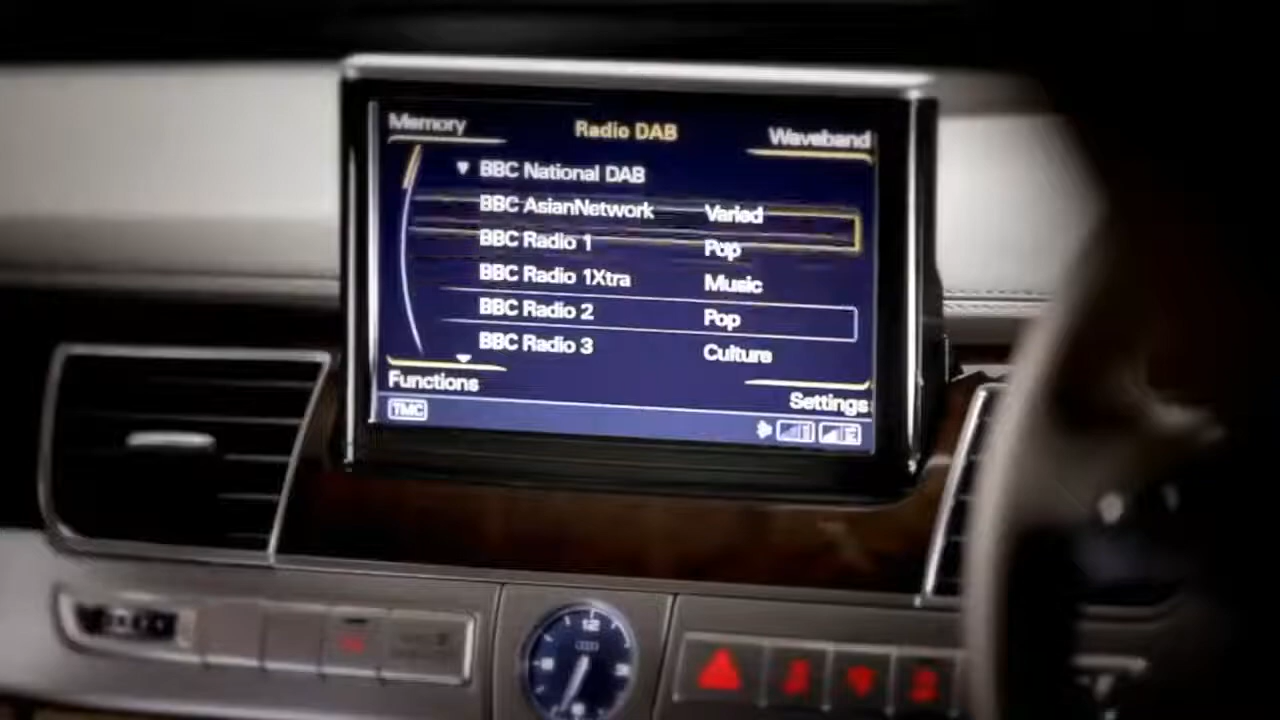 Memory Radio DAB Waveband
BBC National DAB
BBC AsianNetwork Varied
BBC Radio 1 Pop
BBC Radio 1Xtra Music
BBC Radio 2 Pop
BBC Radio 3 Culture
Functions Settings
TMC
12